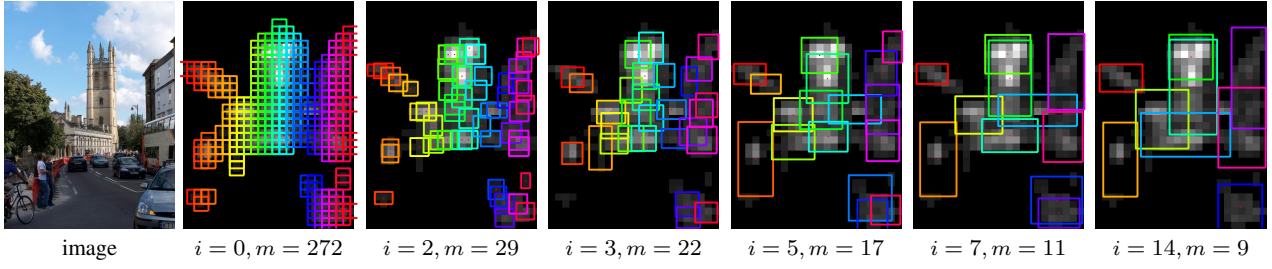 image
i = 0, m = 272
i = 2, m = 29
i = 3, m = 22
i = 5, m = 17
i = 7, m = 11
i = 14, m = 9